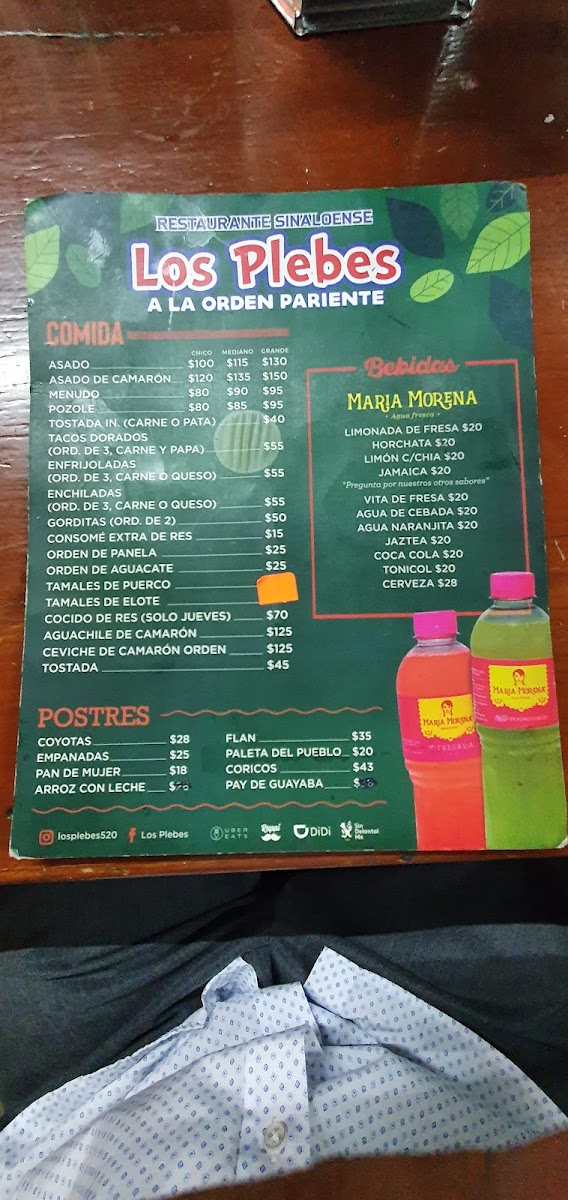 RESTAURANTE SINALOENSE
Los Plebes
A LA ORDEN PARIENTE
COMIDA
CHICO MEDIANO GRANDE
ASADO $100 $115 $130
ASADO DE CAMARÓN $120 $135 $150
MENUDO $80 $90 $95
POZOLE $80 $85 $95
TOSTADA IN. (CARNE O PATA) $40
TACOS DORADOS
(ORD. DE 3, CARNE Y PAPA) $55
ENFRIJOLADAS
(ORD. DE 3, CARNE O QUESO) $55
ENCHILADAS
(ORD. DE 3, CARNE O QUESO) $55
GORDITAS (ORD. DE 2) $50
CONSOMÉ EXTRA DE RES $15
ORDEN DE PANELA $25
ORDEN DE AGUACATE $25
TAMALES DE PUERCO
TAMALES DE ELOTE
COCIDO DE RES (SOLO JUEVES) $70
AGUACHILE DE CAMARÓN $125
CEVICHE DE CAMARÓN ORDEN $125
TOSTADA $45
Bebidas
MARIA MORENA
Agua fresca
LIMONADA DE FRESA $20
HORCHATA $20
LIMÓN C/CHIA $20
JAMAICA $20
"Pregunta por nuestros otros sabores"
VITA DE FRESA $20
AGUA DE CEBADA $20
AGUA NARANJITA $20
JAZTEA $20
COCA COLA $20
TONICOL $20
CERVEZA $28
MARIA MORENA
MARIA MORENA
POSTRES
COYOTAS $28
EMPANADAS $25
PAN DE MUJER $18
ARROZ CON LECHE $
FLAN $35
PALETA DEL PUEBLO $20
CORICOS $43
PAY DE GUAYABA $
losplebes520
Los Plebes
UBER EATS
Rappi
DiDi
Sin Delantal Mx